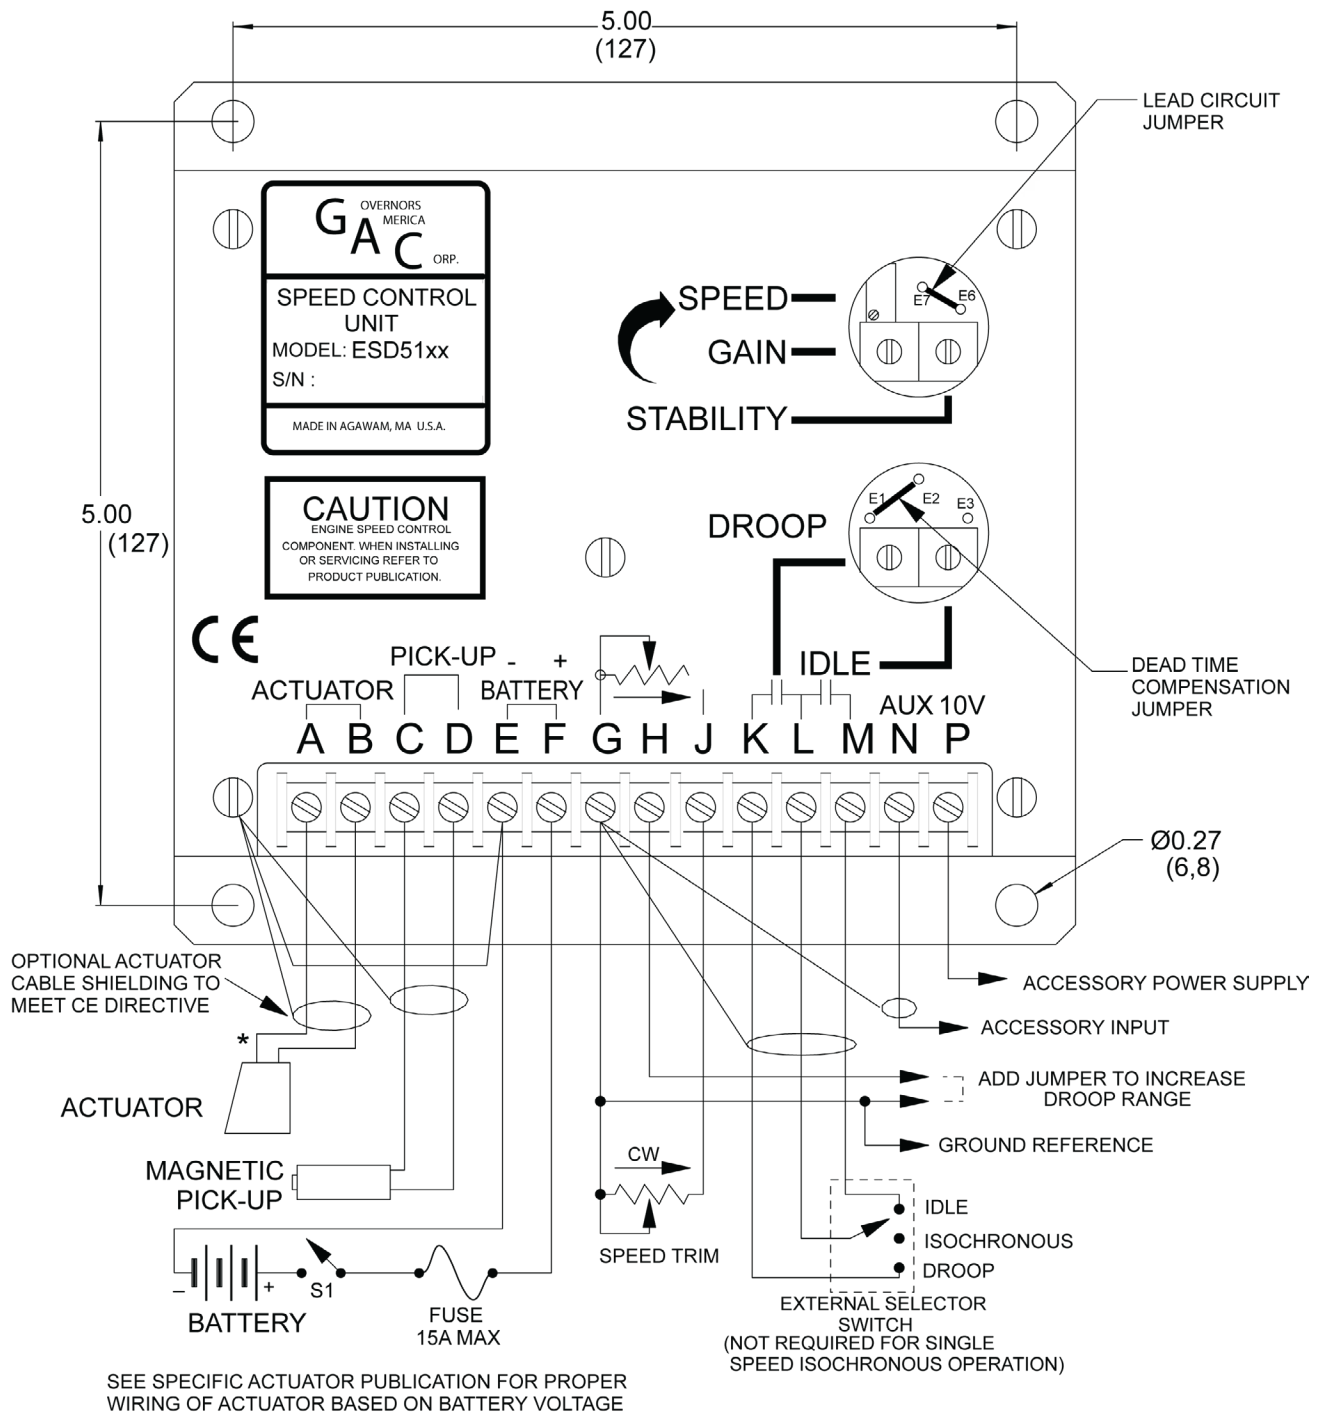 5.00
(127)
LEAD CIRCUIT
JUMPER
G OVERNORS
A MERICA
C ORP.
SPEED CONTROL
UNIT
MODEL: ESD51xx
S/N :
MADE IN AGAWAM, MA U.S.A.
SPEED
GAIN
STABILITY
E7
E6
CAUTION
ENGINE SPEED CONTROL
COMPONENT. WHEN INSTALLING
OR SERVICING REFER TO
PRODUCT PUBLICATION.
DROOP
E1
E2
E3
5.00
(127)
CE
PICK-UP
- +
ACTUATOR
BATTERY
IDLE
AUX 10V
DEAD TIME
COMPENSATION
JUMPER
A B C D E F G H J K L M N P
Ø0.27
(6,8)
OPTIONAL ACTUATOR
CABLE SHIELDING TO
MEET CE DIRECTIVE
*
ACTUATOR
MAGNETIC
PICK-UP
– +
BATTERY
S1
FUSE
15A MAX
CW
SPEED TRIM
ACCESSORY POWER SUPPLY
ACCESSORY INPUT
ADD JUMPER TO INCREASE
DROOP RANGE
GROUND REFERENCE
IDLE
ISOCHRONOUS
DROOP
EXTERNAL SELECTOR
SWITCH
(NOT REQUIRED FOR SINGLE
SPEED ISOCHRONOUS OPERATION)
SEE SPECIFIC ACTUATOR PUBLICATION FOR PROPER
WIRING OF ACTUATOR BASED ON BATTERY VOLTAGE